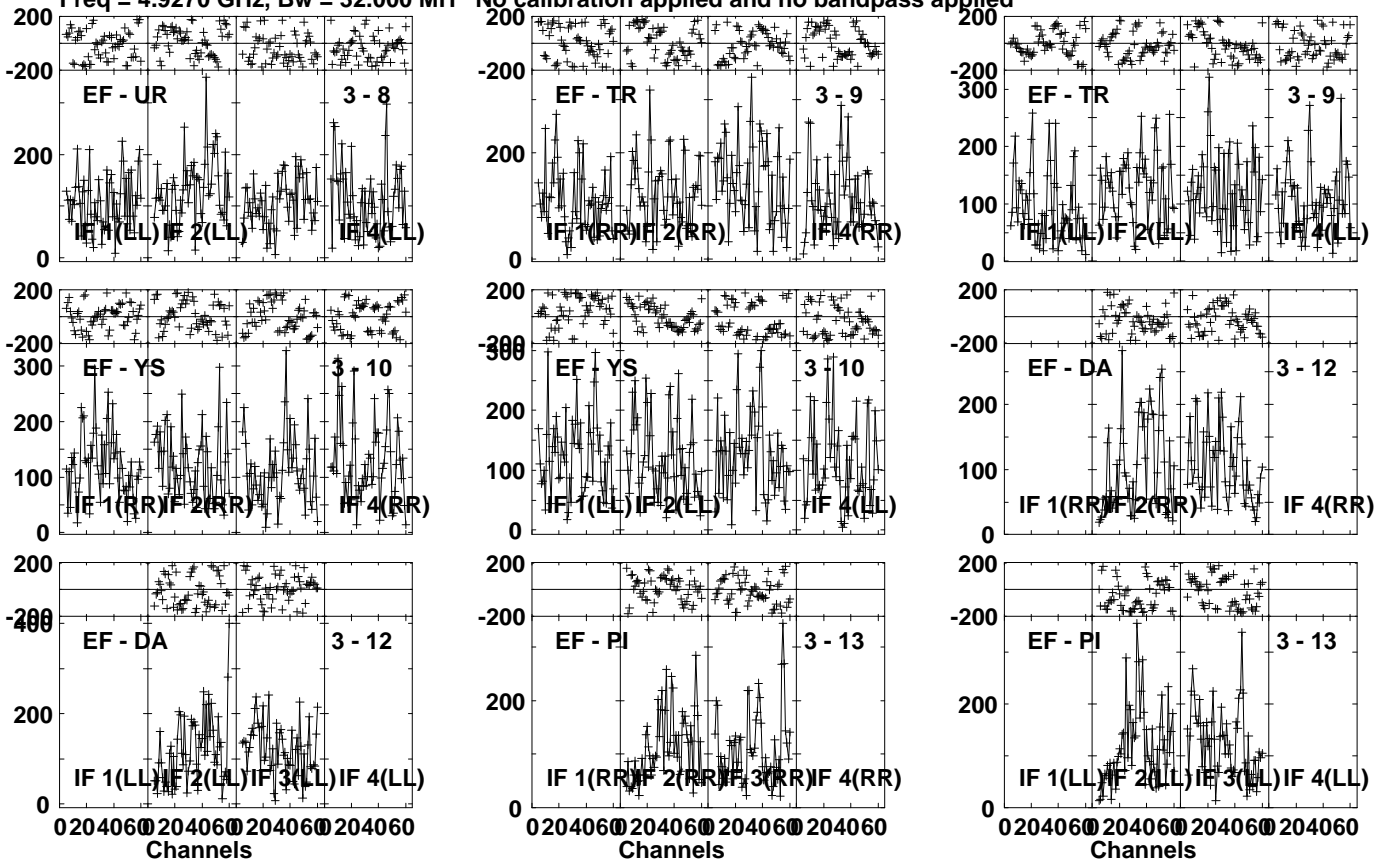 Freq = 4.9270 GHz, Bw = 32.000 MH No calibration applied and no bandpass applied
200 200 200
-200 -200 -200
EF - UR 3 - 8 EF - TR 3 - 9 300 EF - TR 3 - 9
200 200 200
100
IF 1(LL) IF 2(LL) IF 4(LL) IF 1(RR) IF 2(RR) IF 4(RR) IF 1(LL) IF 2(LL) IF 4(LL)
0 0 0
200 200 200
-200 -200 -200
300
300 EF - YS 3 - 10 EF - YS 3 - 10 EF - DA 3 - 12
200 200 200
100 100 100
IF 1(RR) IF 2(RR) IF 4(RR) IF 1(LL) IF 2(LL) IF 4(LL) IF 1(RR) IF 2(RR) IF 4(RR)
0 0 0
200 200 200
-200 -200 -200
400
EF - DA 3 - 12 EF - PI 3 - 13 EF - PI 3 - 13
200 200 200
IF 1(LL) IF 2(LL) IF 3(LL) IF 4(LL) IF 1(RR) IF 2(RR) IF 3(RR) IF 4(RR) IF 1(LL) IF 2(LL) IF 3(LL) IF 4(LL)
0 0 0
0 20 40 60 0 20 40 60 0 20 40 60 0 20 40 60 0 20 40 60 0 20 40 60 0 20 40 60 0 20 40 60 0 20 40 60 0 20 40 60 0 20 40 60 0 20 40 60
Channels Channels Channels